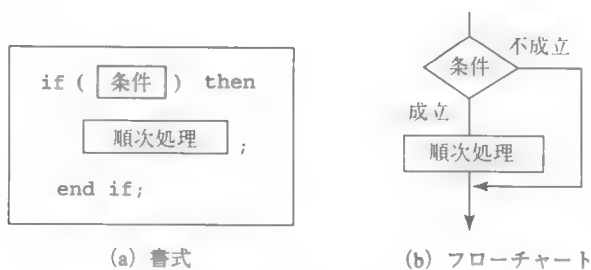 if ( 条件 ) then
順次処理 ;
end if;
(a) 書式
条件
不成立
成立
順次処理
(b) フローチャート